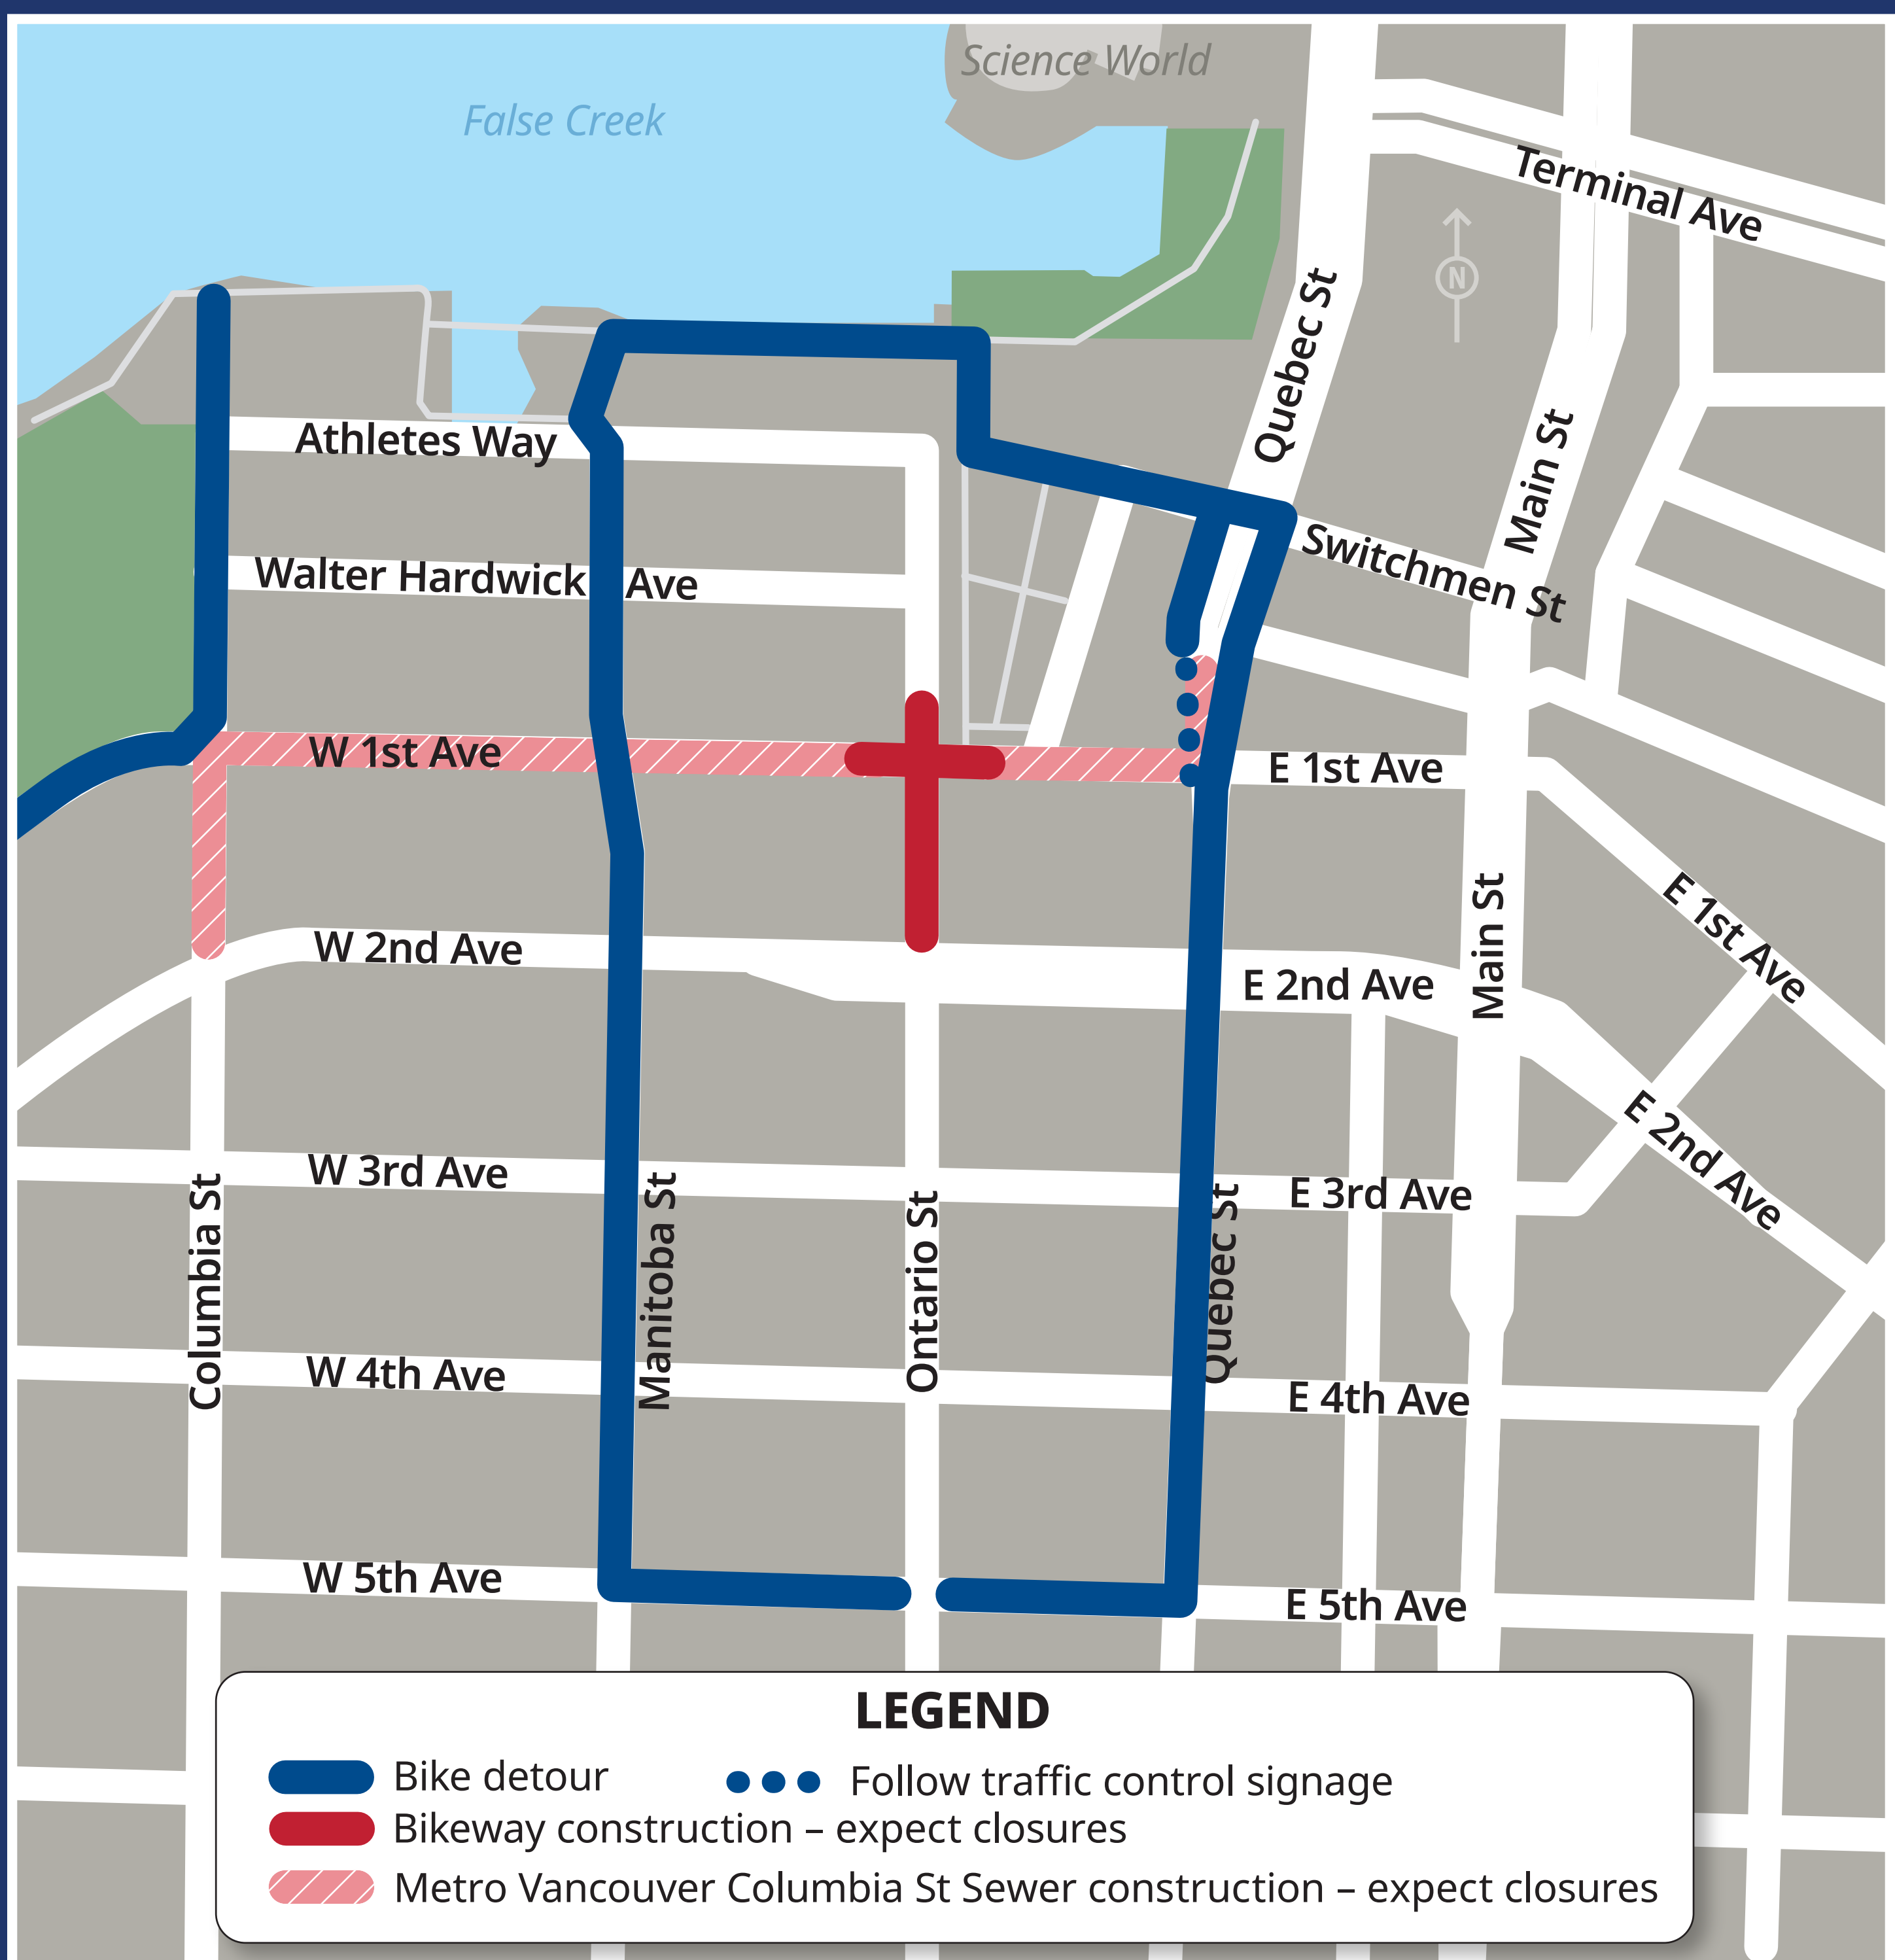 Science World
False Creek
Terminal Ave
N
Quebec St
Main St
Athletes Way
Switchmen St
Walter Hardwick Ave
W 1st Ave
E 1st Ave
Main St
E 1st Ave
W 2nd Ave
E 2nd Ave
E 2nd Ave
W 3rd Ave
E 3rd Ave
Columbia St
Manitoba St
Ontario St
Quebec St
W 4th Ave
E 4th Ave
W 5th Ave
E 5th Ave
LEGEND
Bike detour
Follow traffic control signage
Bikeway construction – expect closures
Metro Vancouver Columbia St Sewer construction – expect closures